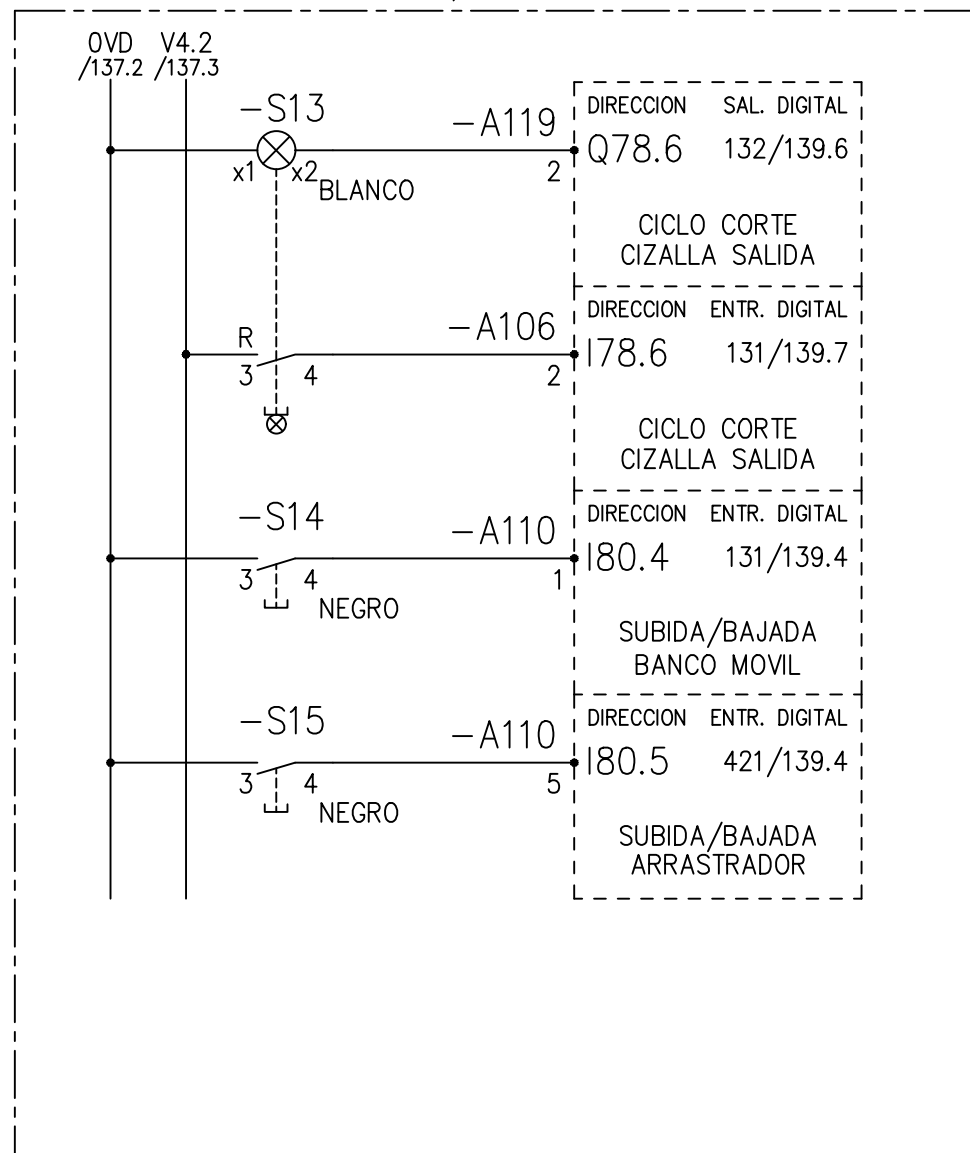 0VD V4.2
/137.2 /137.3
-S13
x1 x2
BLANCO
-A119
2
DIRECCION SAL. DIGITAL
Q78.6 132/139.6
CICLO CORTE
CIZALLA SALIDA
R
3 4
-A106
2
DIRECCION ENTR. DIGITAL
I78.6 131/139.7
CICLO CORTE
CIZALLA SALIDA
-S14
3 4
NEGRO
-A110
1
DIRECCION ENTR. DIGITAL
I80.4 131/139.4
SUBIDA/BAJADA
BANCO MOVIL
-S15
3 4
NEGRO
-A110
5
DIRECCION ENTR. DIGITAL
I80.5 421/139.4
SUBIDA/BAJADA
ARRASTRADOR